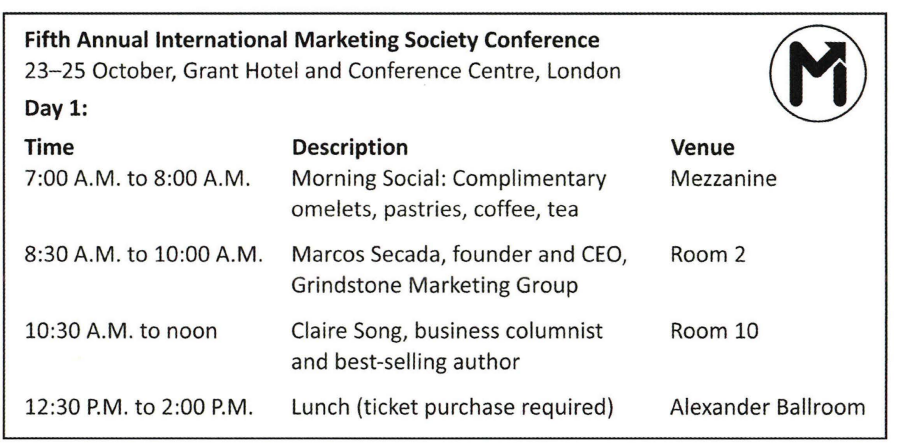 Fifth Annual International Marketing Society Conference
23–25 October, Grant Hotel and Conference Centre, London
Day 1:
Time Description Venue
7:00 A.M. to 8:00 A.M. Morning Social: Complimentary Mezzanine
omelets, pastries, coffee, tea
8:30 A.M. to 10:00 A.M. Marcos Secada, founder and CEO, Room 2
Grindstone Marketing Group
10:30 A.M. to noon Claire Song, business columnist Room 10
and best-selling author
12:30 P.M. to 2:00 P.M. Lunch (ticket purchase required) Alexander Ballroom